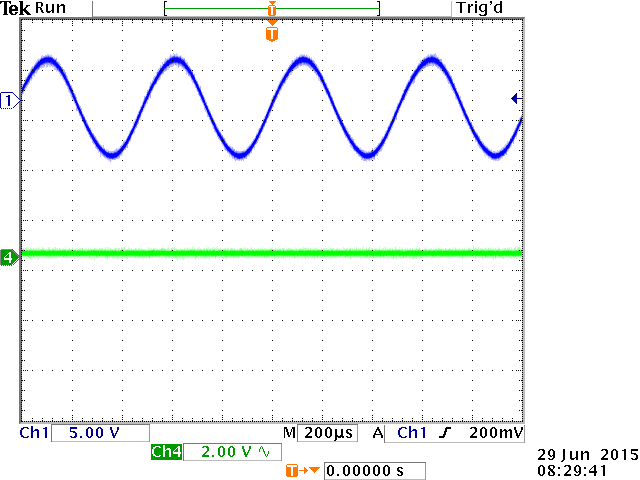 Tek Run Trig'd
T
T
1
4
Ch1 5.00 V M 200µs A Ch1 200mV
Ch4 2.00 V
T 0.00000 s
29 Jun 2015
08:29:41